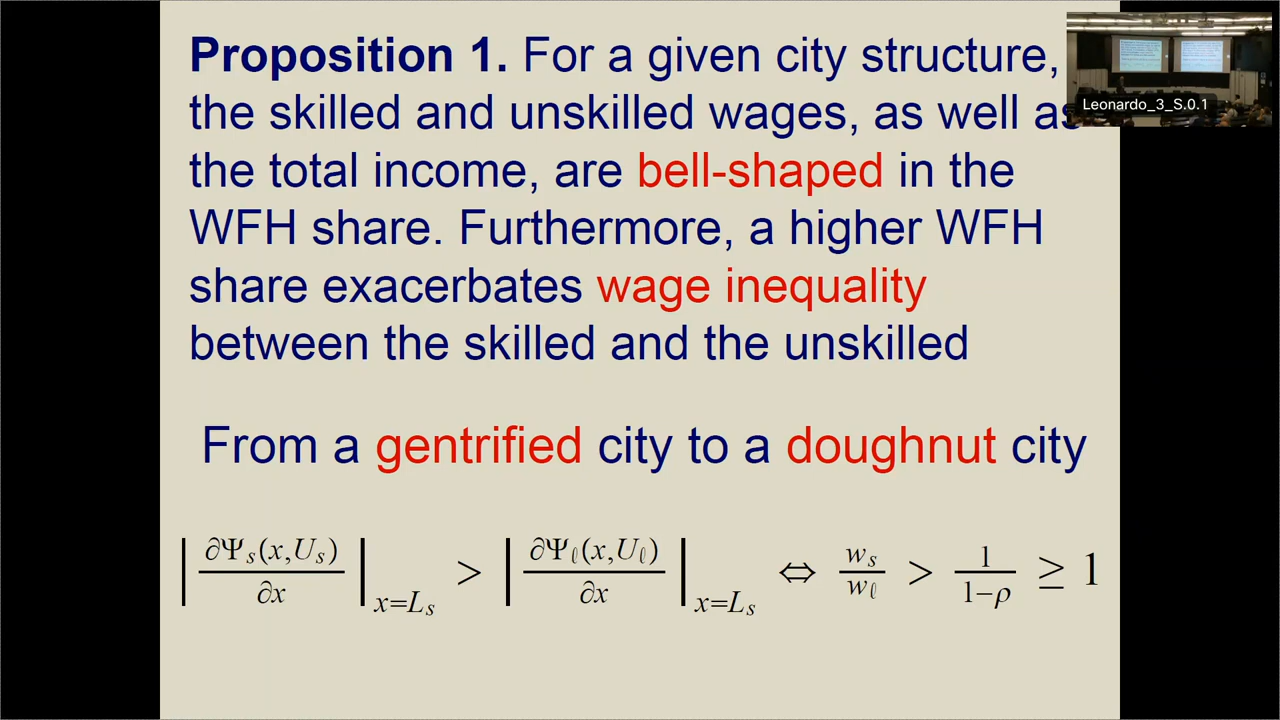 Proposition 1. For a given city structure,
the skilled and unskilled wages, as well as
the total income, are bell-shaped in the
WFH share. Furthermore, a higher WFH
share exacerbates wage inequality
between the skilled and the unskilled
From a gentrified city to a doughnut city
|∂Ψs(x,Us)/∂x|x=Ls > |∂Ψℓ(x,Uℓ)/∂x|x=Ls ⇔ ws/wℓ > 1/(1−ρ) ≥ 1
Leonardo_3_S.0.1